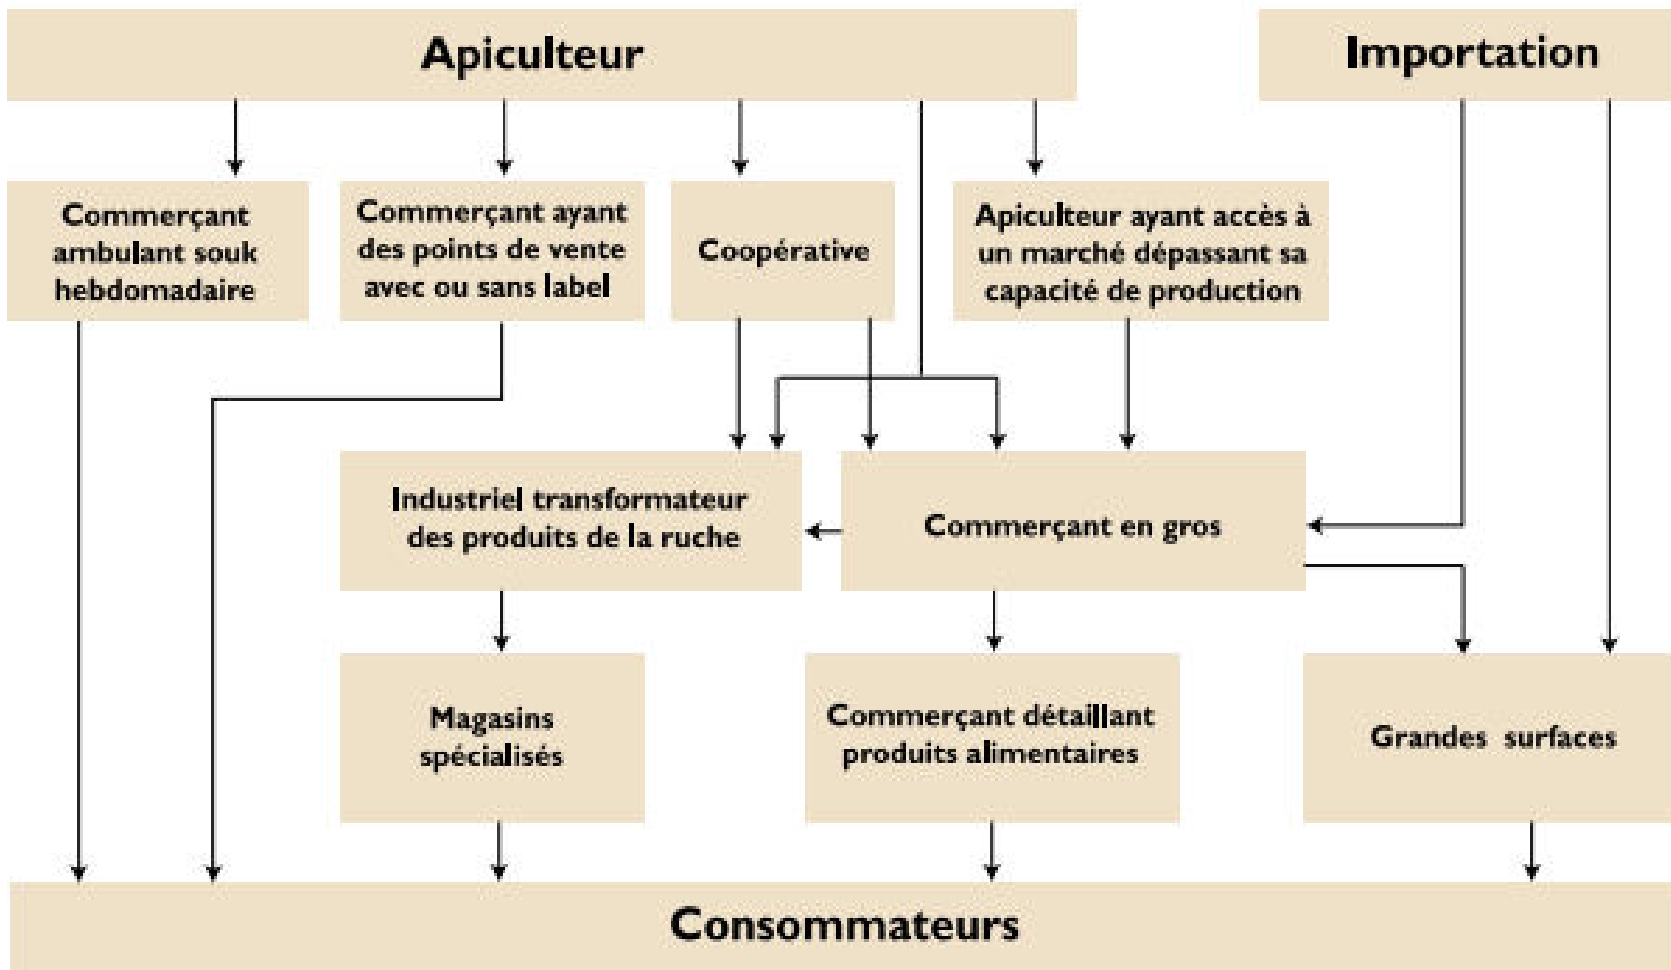 Apiculteur
Importation
Commerçant
ambulant souk
hebdomadaire
Commerçant ayant
des points de vente
avec ou sans label
Coopérative
Apiculteur ayant accès à
un marché dépassant sa
capacité de production
Industriel transformateur
des produits de la ruche
Commerçant en gros
Magasins
spécialisés
Commerçant détaillant
produits alimentaires
Grandes surfaces
Consommateurs